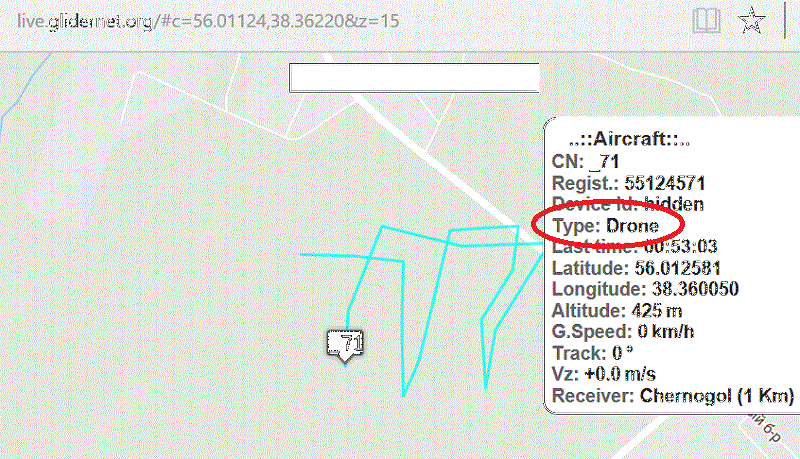 live.glidernet.org/#c=56.01124,38.36220&z=15
..::Aircraft::..
CN: _71
Regist.: 55124571
Device Id: hidden
Type: Drone
Last time: 00:53:03
Latitude: 56.012581
Longitude: 38.360050
Altitude: 425 m
G.Speed: 0 km/h
Track: 0 °
Vz: +0.0 m/s
Receiver: Chernogol (1 Km)
_71
й б-р